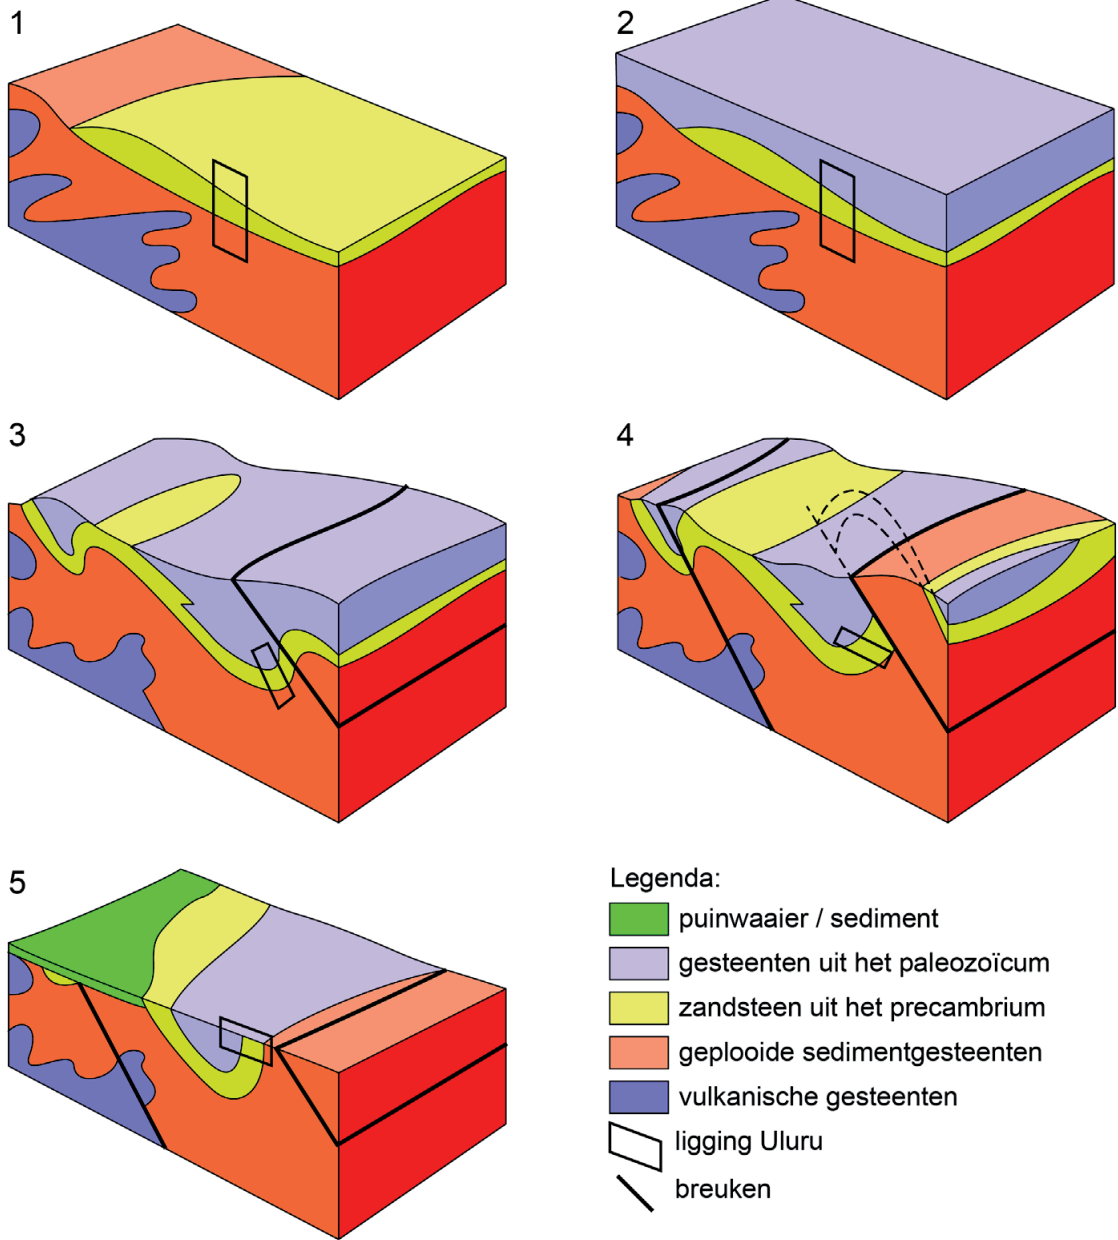 1
2
3
4
5
Legenda:
puinwaaier / sediment
gesteenten uit het paleozoïcum
zandsteen uit het precambrium
geplooide sedimentgesteenten
vulkanische gesteenten
ligging Uluru
breuken